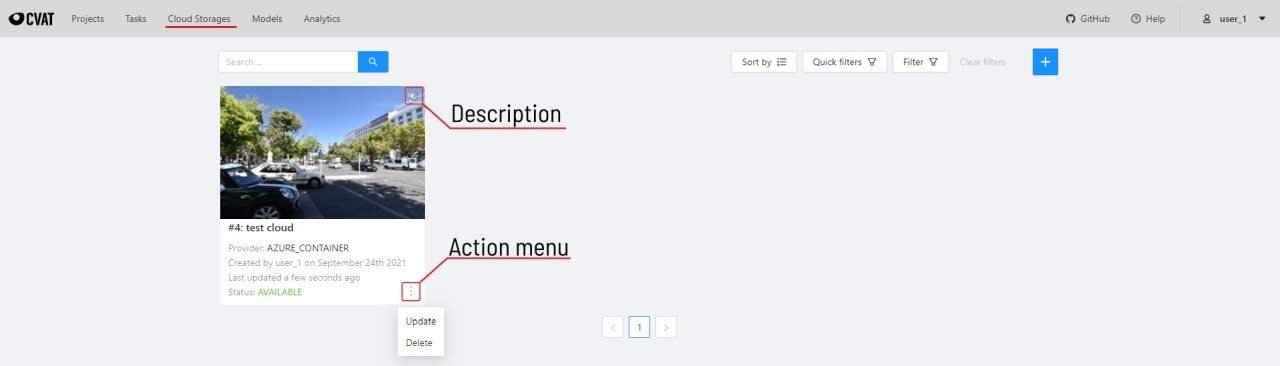 CVAT Projects Tasks Cloud Storages Models Analytics GitHub Help user_1
Search ... Sort by Quick filters Filter Clear filters +
Description
#4: test cloud
Provider: AZURE_CONTAINER
Action menu
Created by user_1 on September 24th 2021
Last updated a few seconds ago
Status: AVAILABLE
Update
Delete
< 1 >